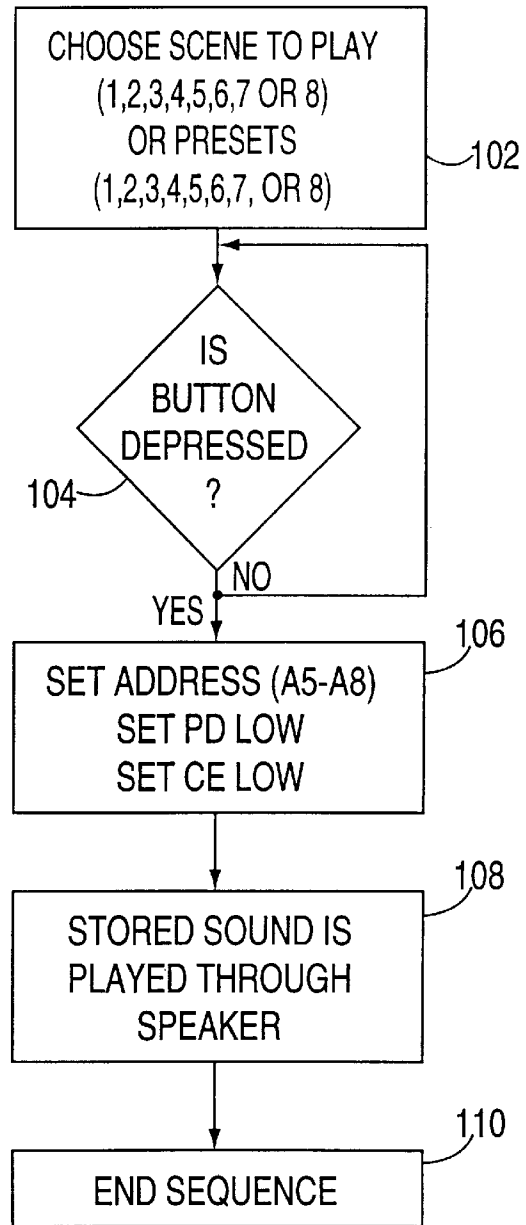 CHOOSE SCENE TO PLAY
(1,2,3,4,5,6,7 OR 8)
OR PRESETS
(1,2,3,4,5,6,7, OR 8)
102
IS
BUTTON
DEPRESSED
?
104
NO
YES
106
SET ADDRESS (A5-A8)
SET PD LOW
SET CE LOW
108
STORED SOUND IS
PLAYED THROUGH
SPEAKER
110
END SEQUENCE